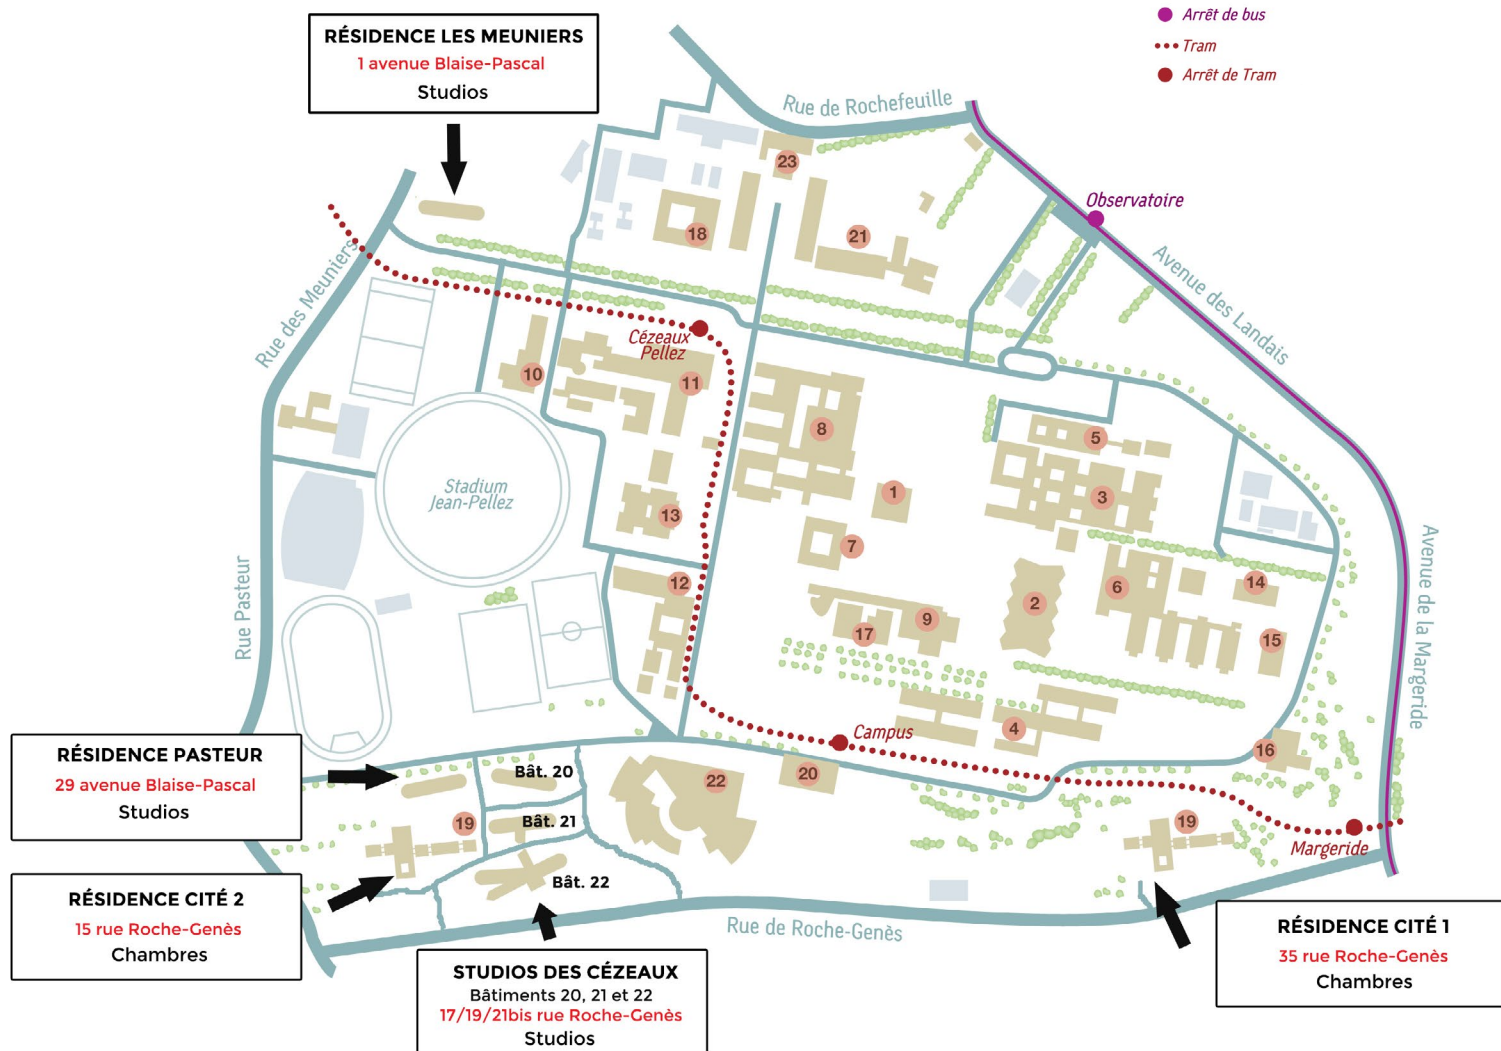 Arrêt de bus
Tram
Arrêt de Tram
RÉSIDENCE LES MEUNIERS
1 avenue Blaise-Pascal
Studios
Rue de Rochefeuille
23
Observatoire
18
21
Avenue des Landais
Rue des Meuniers
Cézeaux
Pellez
10
11
8
5
Stadium
Jean-Pellez
1
3
13
7
Avenue de la Margeride
Rue Pasteur
12
6
14
2
9
17
15
4
Campus
16
RÉSIDENCE PASTEUR
29 avenue Blaise-Pascal
Studios
Bât. 20
22
20
Bât. 21
19
19
Margeride
Bât. 22
RÉSIDENCE CITÉ 2
15 rue Roche-Genès
Chambres
Rue de Roche-Genès
RÉSIDENCE CITÉ 1
35 rue Roche-Genès
Chambres
STUDIOS DES CÉZEAUX
Bâtiments 20, 21 et 22
17/19/21bis rue Roche-Genès
Studios